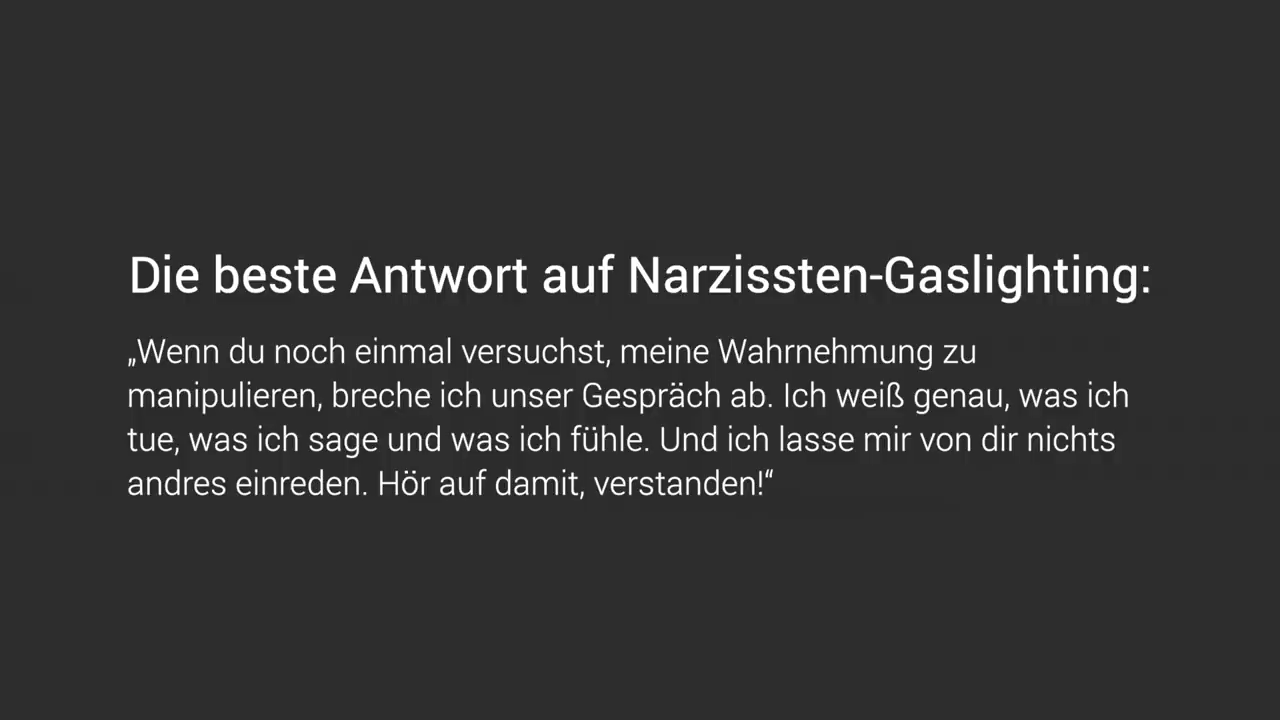 Die beste Antwort auf Narzissten-Gaslighting:
„Wenn du noch einmal versuchst, meine Wahrnehmung zu
manipulieren, breche ich unser Gespräch ab. Ich weiß genau, was ich
tue, was ich sage und was ich fühle. Und ich lasse mir von dir nichts
andres einreden. Hör auf damit, verstanden!“